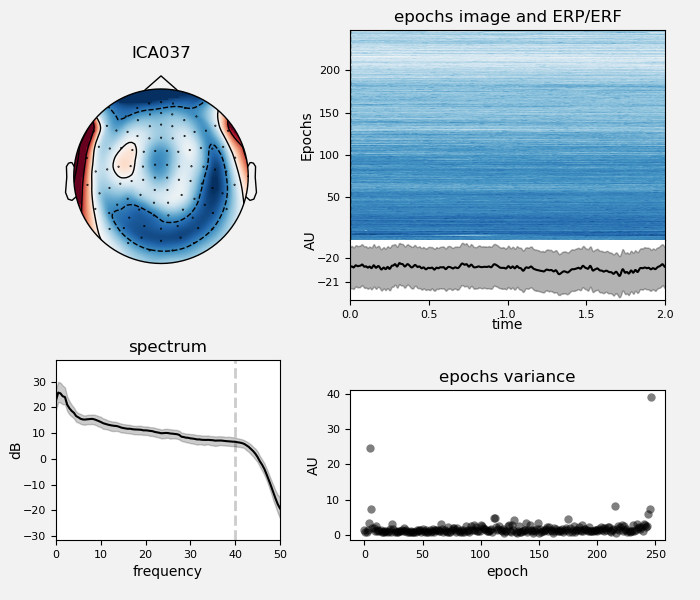 ICA037
epochs image and ERP/ERF
Epochs
200
150
100
50
AU
−20
−21
0.0 0.5 1.0 1.5 2.0
time
spectrum
dB
30
20
10
0
−10
−20
−30
0 10 20 30 40 50
frequency
epochs variance
AU
40
30
20
10
0
0 50 100 150 200 250
epoch